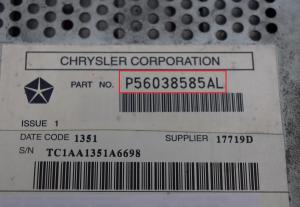 CHRYSLER CORPORATION
PART NO. P56038585AL
ISSUE 1
DATE CODE 1351 SUPPLIER 17719D
S/N TC1AA1351A6698